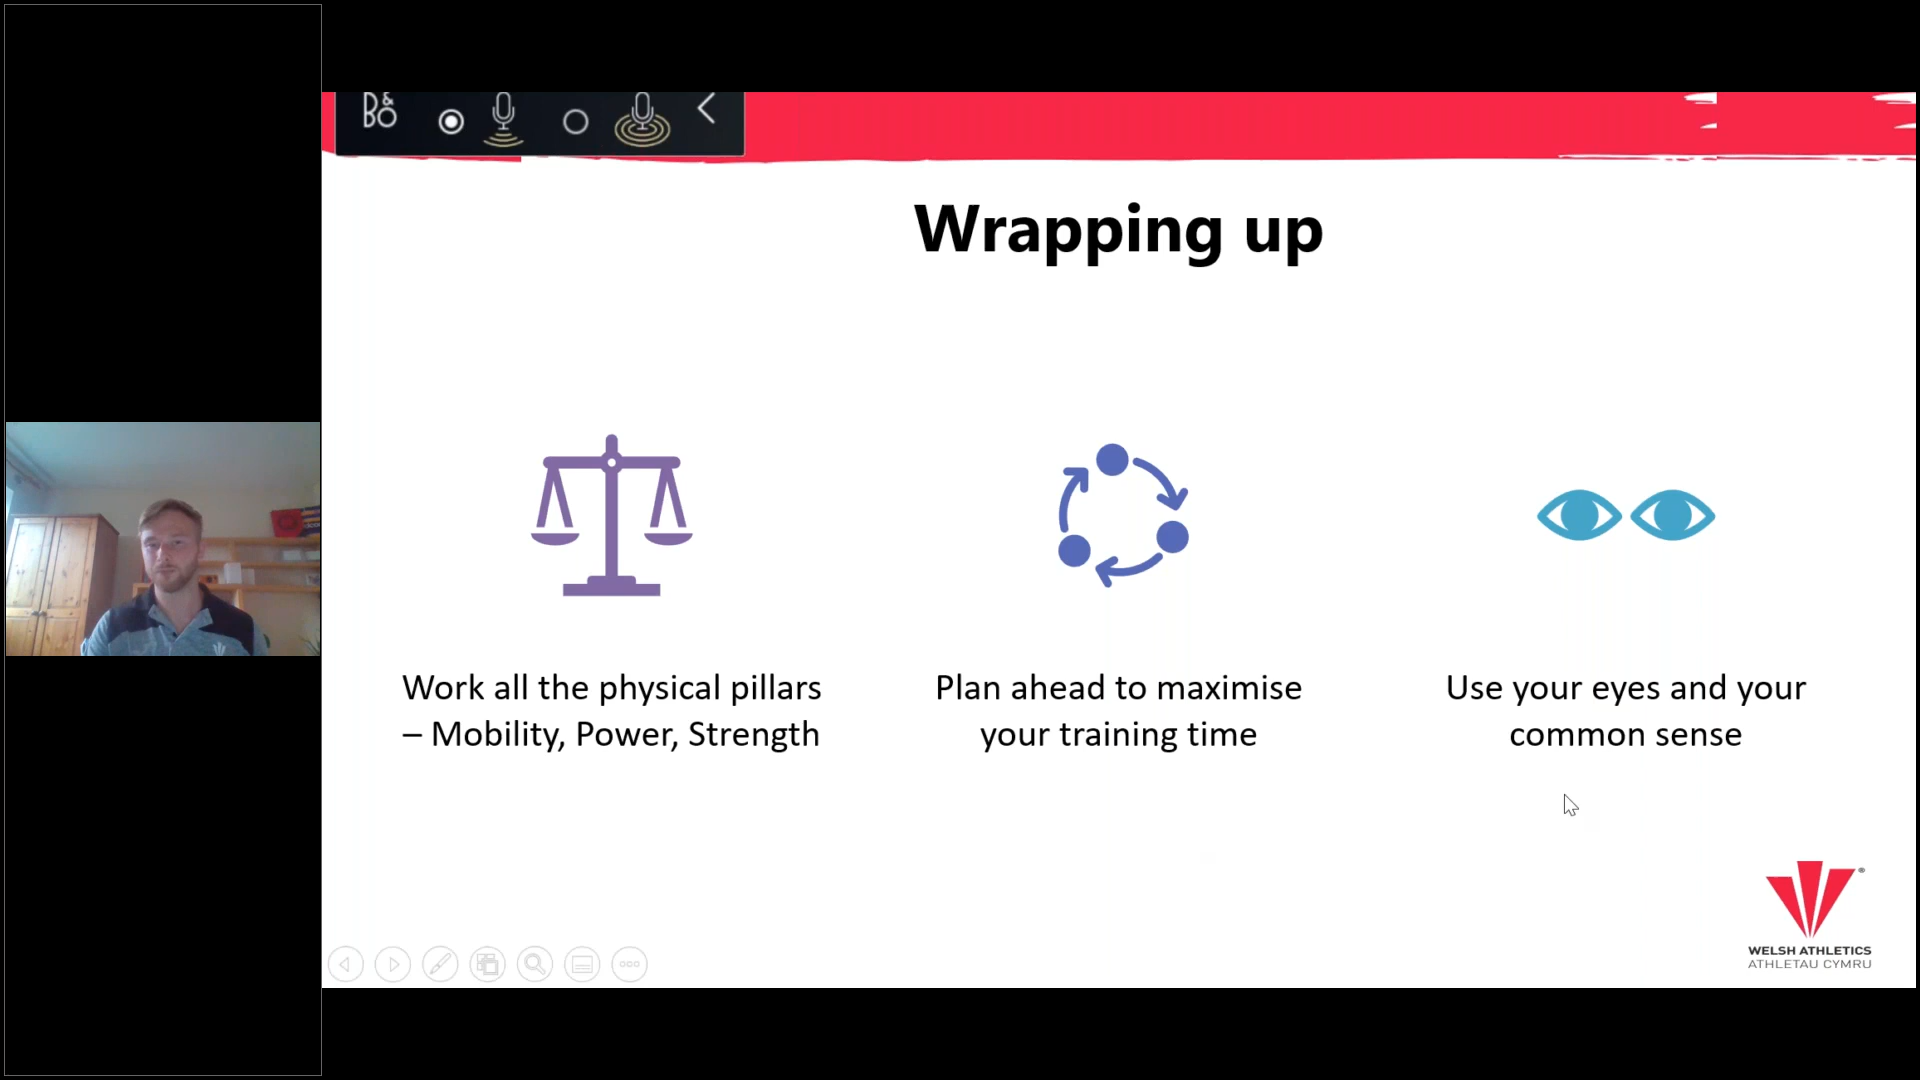 B&O
Wrapping up
Work all the physical pillars
– Mobility, Power, Strength
Plan ahead to maximise
your training time
Use your eyes and your
common sense
®
WELSH ATHLETICS
ATHLETAU CYMRU